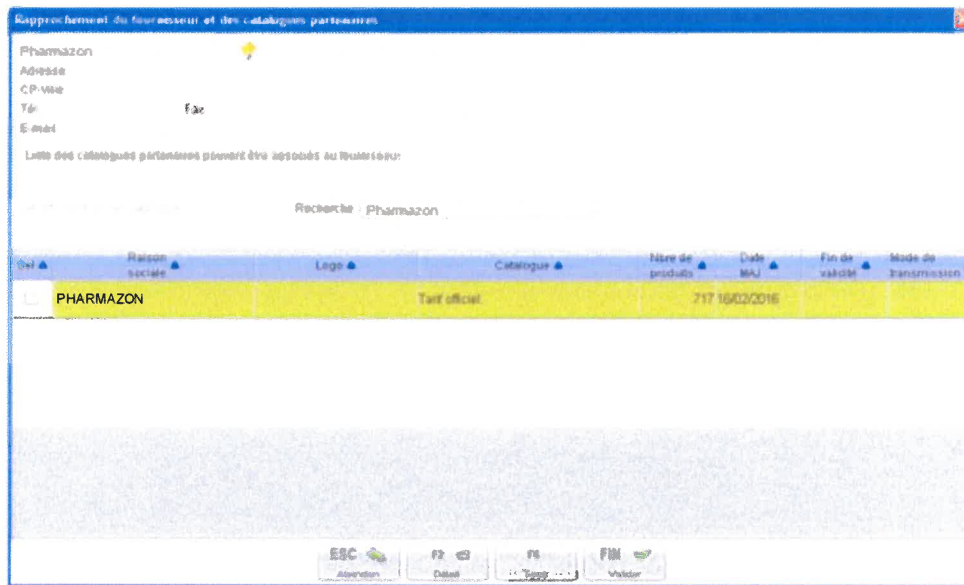 Rapprochement du fournisseur et des catalogues partenaires
Pharmazon
Adresse
CP-Ville
Tél Fax
E-mail
Liste des catalogues partenaires pouvant être associés au fournisseur:
Recherche : Pharmazon
Sel Raison sociale Logo Catalogue Nbre de produits Date MAJ Fin de validité Mode de transmission
PHARMAZON Tarif officiel 717 16/02/2016
ESC F2 F6 FIN
Abandon Détail Valider